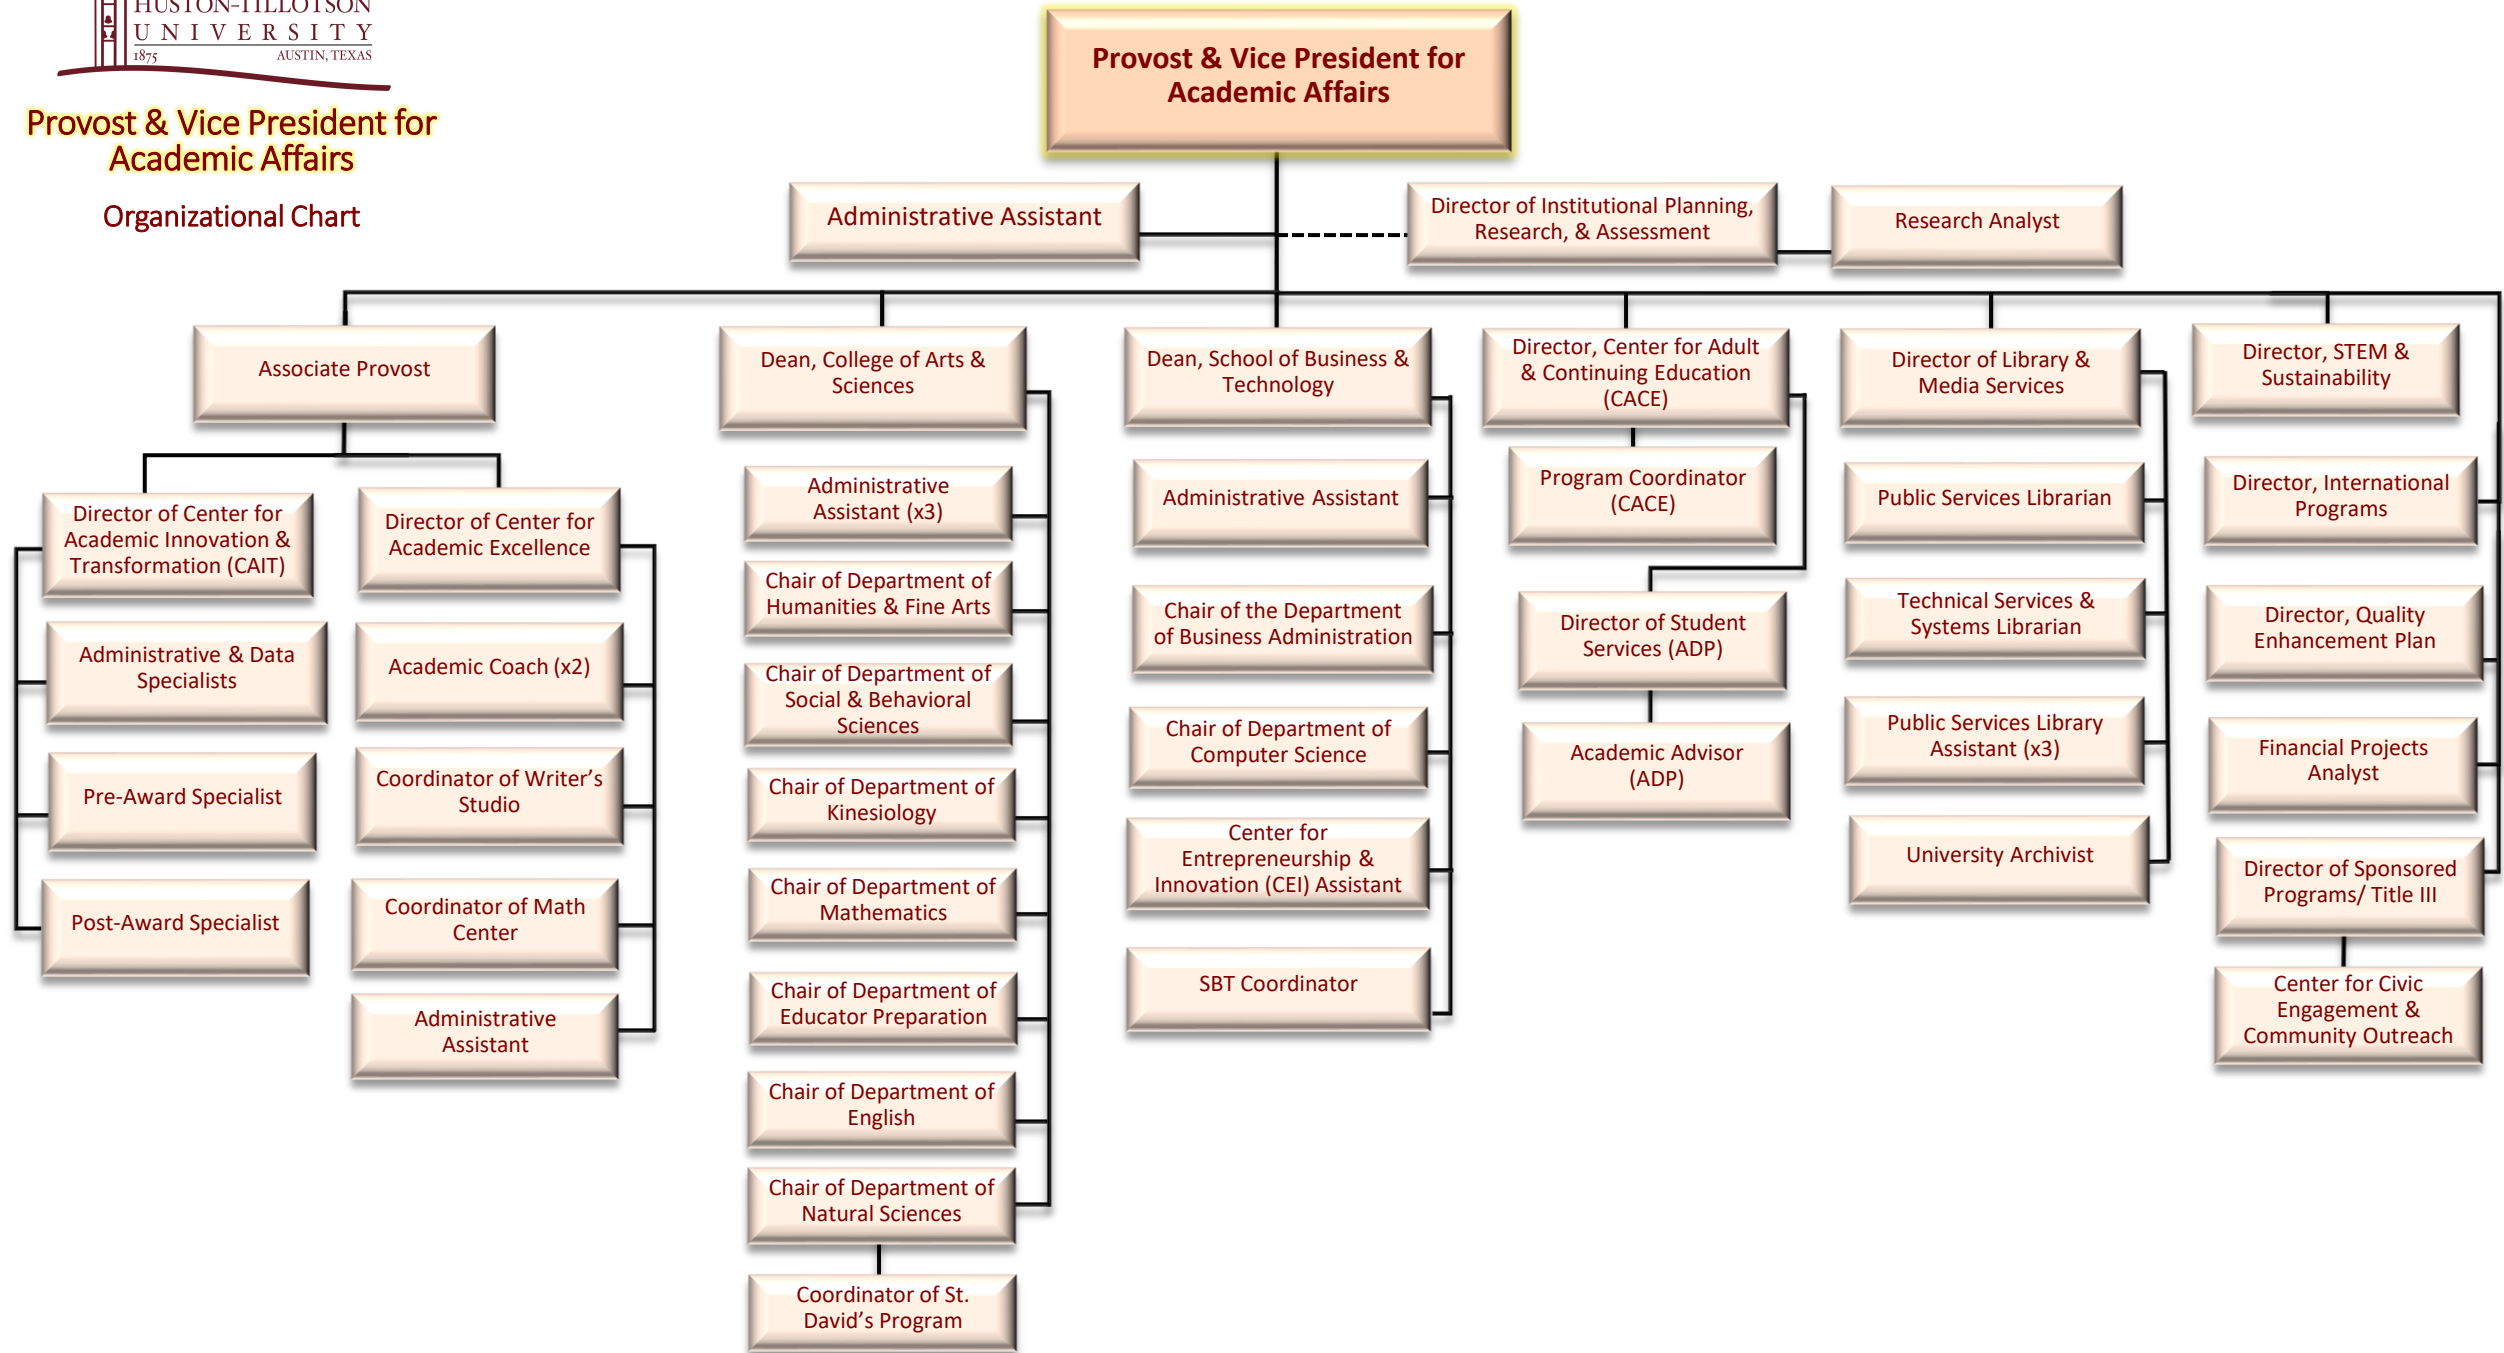 HUSTON-TILLOTSON
UNIVERSITY
1875 AUSTIN, TEXAS
Provost & Vice President for
Academic Affairs
Organizational Chart
Provost & Vice President for
Academic Affairs
Administrative Assistant
Director of Institutional Planning,
Research, & Assessment
Research Analyst
Associate Provost
Dean, College of Arts &
Sciences
Dean, School of Business &
Technology
Director, Center for Adult
& Continuing Education
(CACE)
Director of Library &
Media Services
Director, STEM &
Sustainability
Director of Center for
Academic Innovation &
Transformation (CAIT)
Administrative & Data
Specialists
Pre-Award Specialist
Post-Award Specialist
Director of Center for
Academic Excellence
Academic Coach (x2)
Coordinator of Writer’s
Studio
Coordinator of Math
Center
Administrative
Assistant
Administrative
Assistant (x3)
Chair of Department of
Humanities & Fine Arts
Chair of Department of
Social & Behavioral
Sciences
Chair of Department of
Kinesiology
Chair of Department of
Mathematics
Chair of Department of
Educator Preparation
Chair of Department of
English
Chair of Department of
Natural Sciences
Coordinator of St.
David’s Program
Administrative Assistant
Chair of the Department
of Business Administration
Chair of Department of
Computer Science
Center for
Entrepreneurship &
Innovation (CEI) Assistant
SBT Coordinator
Program Coordinator
(CACE)
Director of Student
Services (ADP)
Academic Advisor
(ADP)
Public Services Librarian
Technical Services &
Systems Librarian
Public Services Library
Assistant (x3)
University Archivist
Director, International
Programs
Director, Quality
Enhancement Plan
Financial Projects
Analyst
Director of Sponsored
Programs/ Title III
Center for Civic
Engagement &
Community Outreach